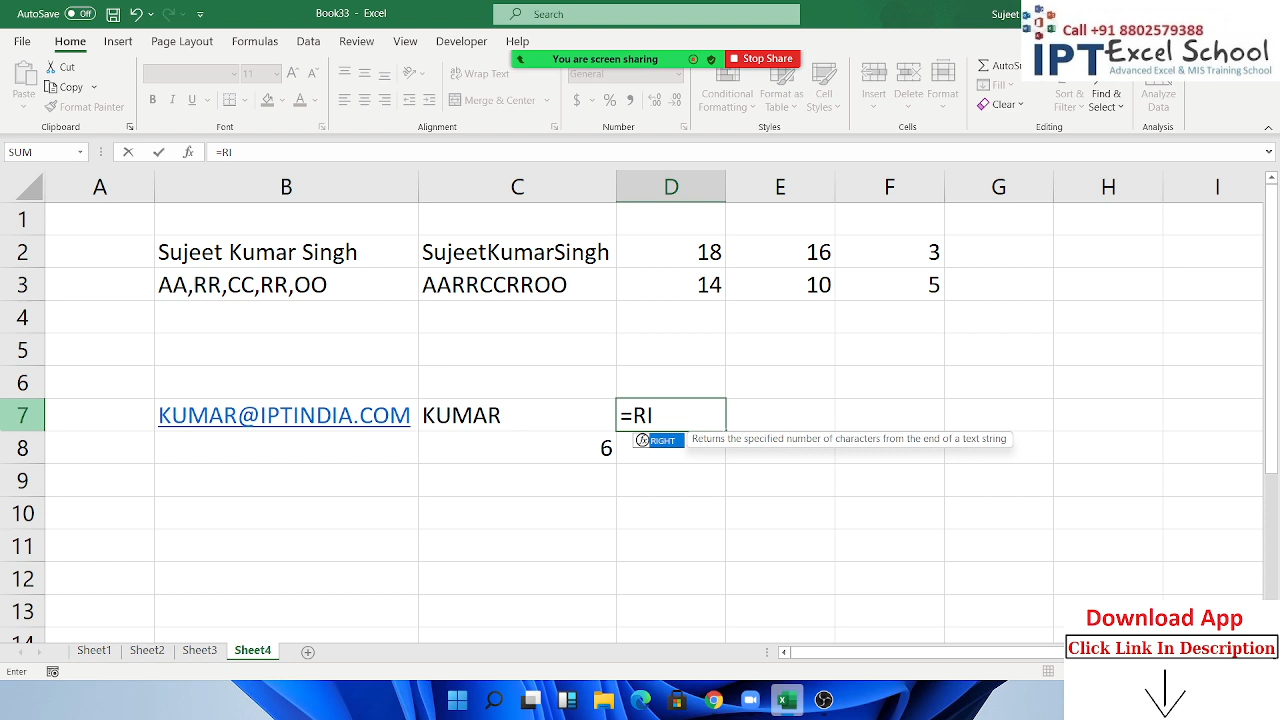 AutoSave Off Book33 - Excel Search Sujeet
Call +91 8802579388
IPT Excel School
Advanced Excel & MIS Training School
File Home Insert Page Layout Formulas Data View Developer Help
You are screen sharing Stop Share
Paste Cut Copy Format Painter
11
Wrap Text
Merge & Center
General
Conditional Formatting Format as Table Cell Styles
Insert Delete Format
AutoS
Fill
Clear
Sort & Filter Find & Select
Analyze Data
Clipboard Font Alignment Number Styles Cells Editing Analysis
SUM =RI
A B C D E F G H I
1
2 Sujeet Kumar Singh SujeetKumarSingh 18 16 3
3 AA,RR,CC,RR,OO AARRCCRROO 14 10 5
4
5
6
7 KUMAR@IPTINDIA.COM KUMAR =RI
RIGHT Returns the specified number of characters from the end of a text string
8 6
9
10
11
12
13
14
Download App
Click Link In Description
Sheet1 Sheet2 Sheet3 Sheet4
Enter